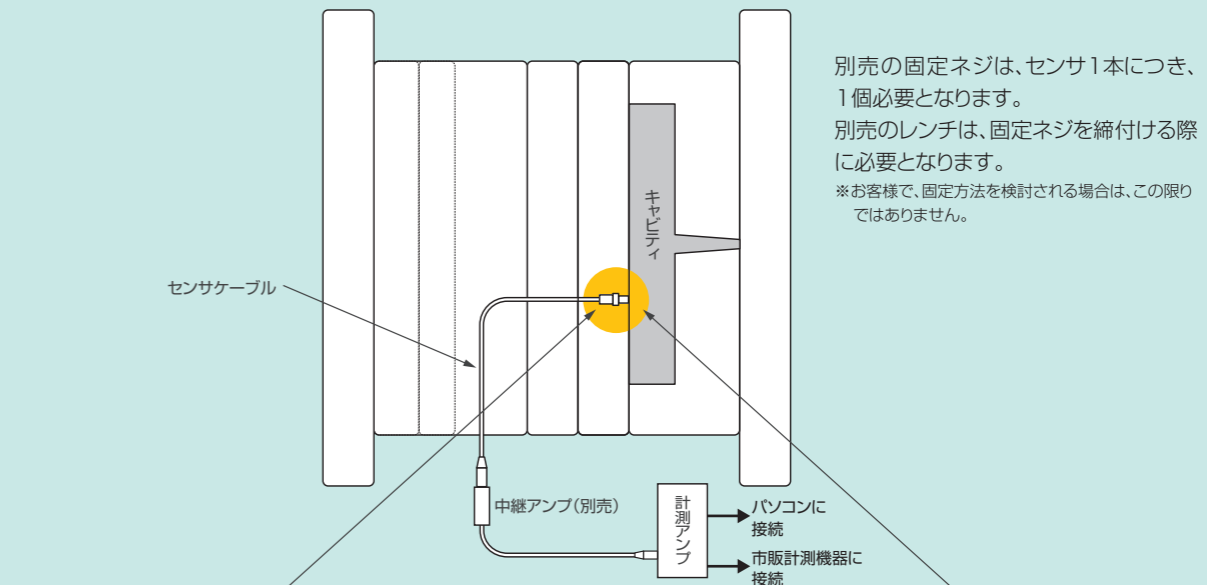 別売の固定ネジは、センサ1本につき、
1個必要となります。
別売のレンチは、固定ネジを締付ける際
に必要となります。
※お客様で、固定方法を検討される場合は、この限り
ではありません。
キャビティ
センサケーブル
中継アンプ(別売)
計測アンプ
パソコンに
接続
市販計測機器に
接続